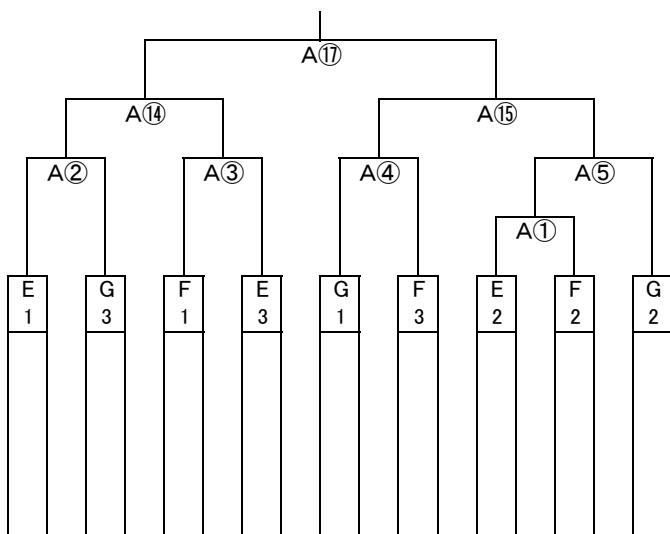 A⑰
A⑭ A⑮
A② A③ A④ A⑤
A①
E G F E G F E F G
1 3 1 3 1 3 2 2 2